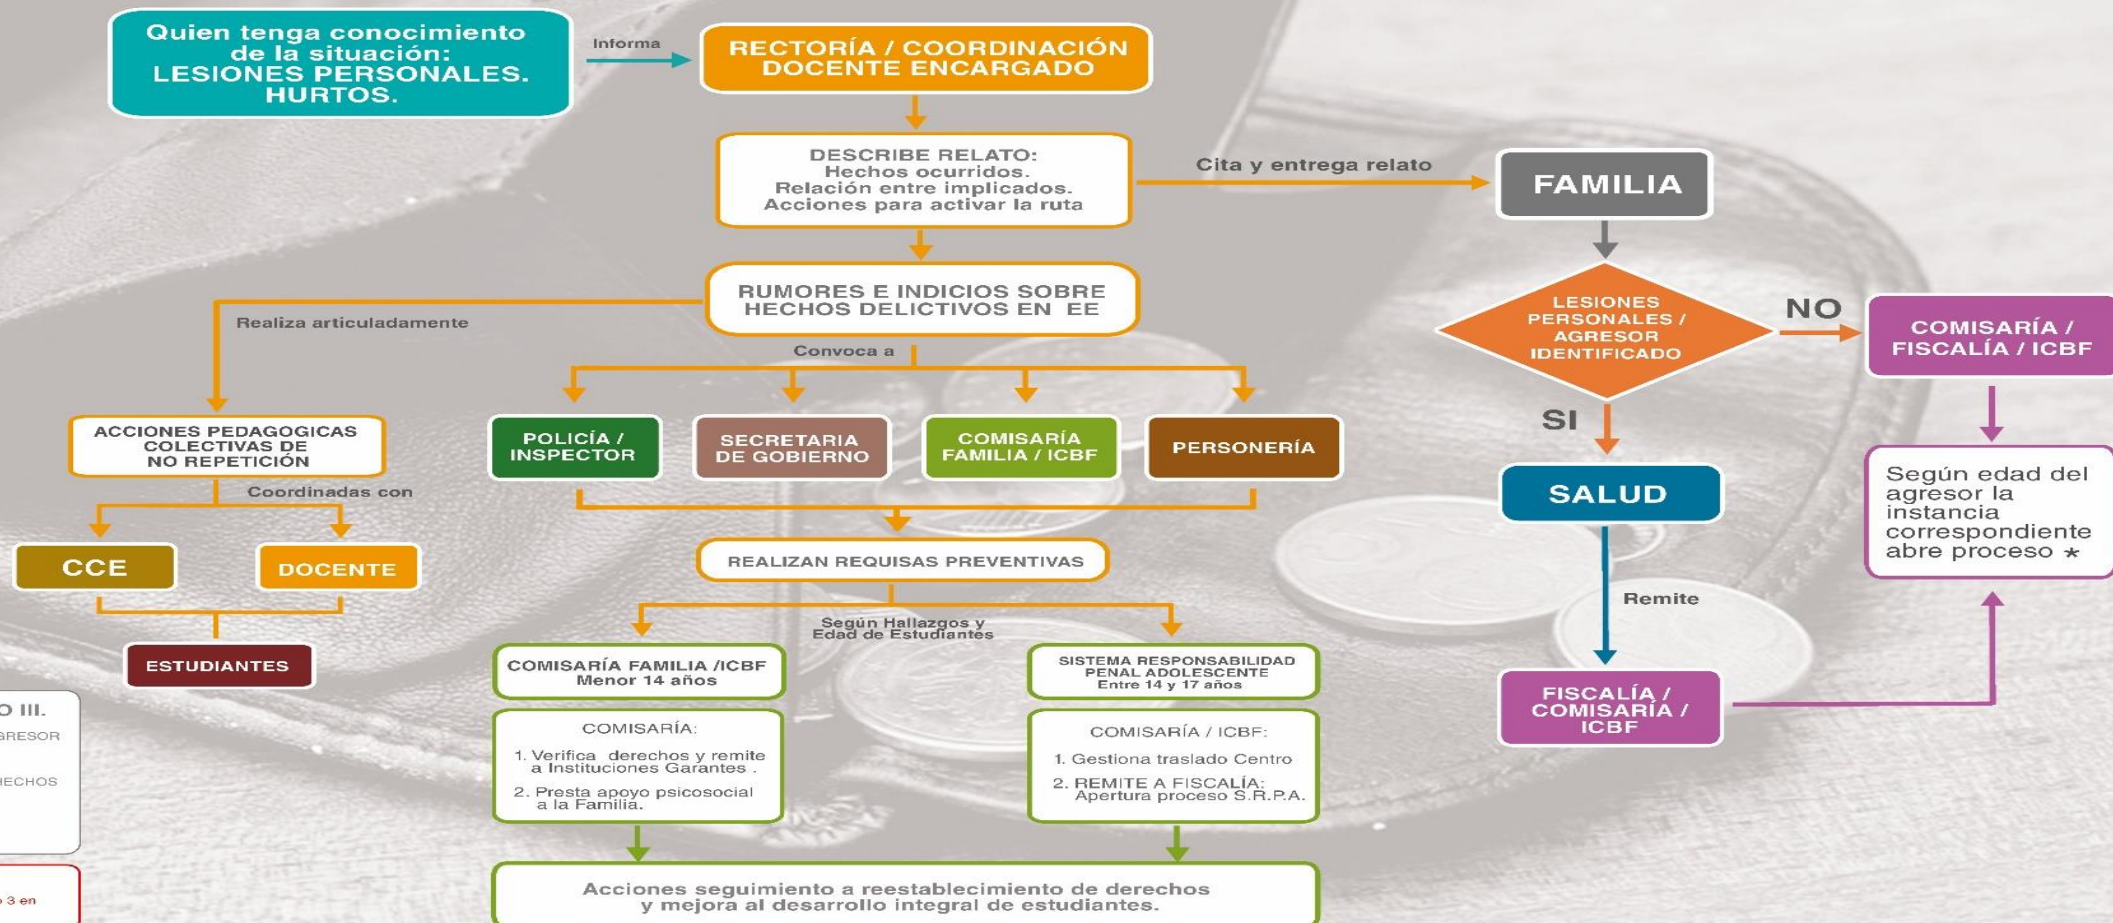 Quien tenga conocimiento
de la situación:
LESIONES PERSONALES.
HURTOS.
Informa
RECTORÍA / COORDINACIÓN
DOCENTE ENCARGADO
DESCRIBE RELATO:
Hechos ocurridos.
Relación entre implicados.
Acciones para activar la ruta
Cita y entrega relato
FAMILIA
RUMORES E INDICIOS SOBRE
HECHOS DELICTIVOS EN EE
Realiza articuladamente
Convoca a
LESIONES
PERSONALES /
AGRESOR
IDENTIFICADO
NO
COMISARÍA /
FISCALÍA / ICBF
SI
ACCIONES PEDAGOGICAS
COLECTIVAS DE
NO REPETICIÓN
POLICÍA /
INSPECTOR
SECRETARIA
DE GOBIERNO
COMISARÍA
FAMILIA / ICBF
PERSONERÍA
SALUD
Según edad del
agresor la
instancia
correspondiente
abre proceso *
Coordinadas con
CCE
DOCENTE
REALIZAN REQUISAS PREVENTIVAS
Remite
Según Hallazgos y
Edad de Estudiantes
ESTUDIANTES
COMISARÍA FAMILIA /ICBF
Menor 14 años
SISTEMA RESPONSABILIDAD
PENAL ADOLESCENTE
Entre 14 y 17 años
FISCALÍA /
COMISARÍA /
ICBF
O III.
GRESOR
HECHOS
COMISARÍA:
1. Verifica derechos y remite
a Instituciones Garantes .
2. Presta apoyo psicosocial
a la Familia.
COMISARÍA / ICBF:
1. Gestiona traslado Centro
2. REMITE A FISCALÍA:
Apertura proceso S.R.P.A.
3 en
Acciones seguimiento a reestablecimiento de derechos
y mejora al desarrollo integral de estudiantes.